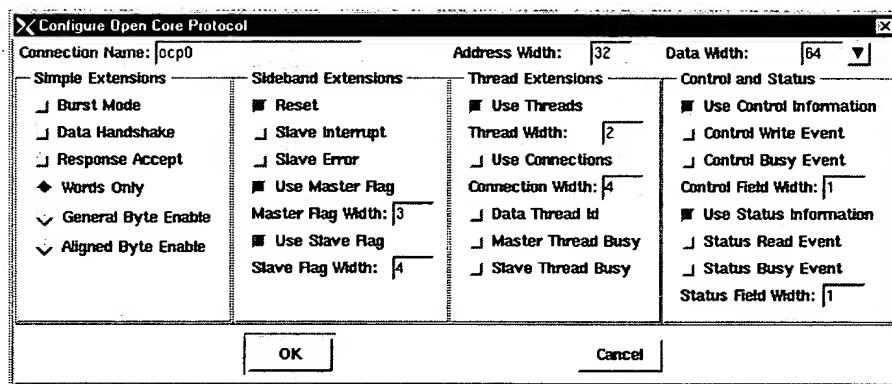 Configure Open Core Protocol
Connection Name: ocp0 Address Width: 32 Data Width: 64
Simple Extensions
Burst Mode
Data Handshake
Response Accept
Words Only
General Byte Enable
Aligned Byte Enable
Sideband Extensions
Reset
Slave Interrupt
Slave Error
Use Master Flag
Master Flag Width: 3
Use Slave Flag
Slave Flag Width: 4
Thread Extensions
Use Threads
Thread Width: 2
Use Connections
Connection Width: 4
Data Thread Id
Master Thread Busy
Slave Thread Busy
Control and Status
Use Control Information
Control Write Event
Control Busy Event
Control Field Width: 1
Use Status Information
Status Read Event
Status Busy Event
Status Field Width: 1
OK Cancel